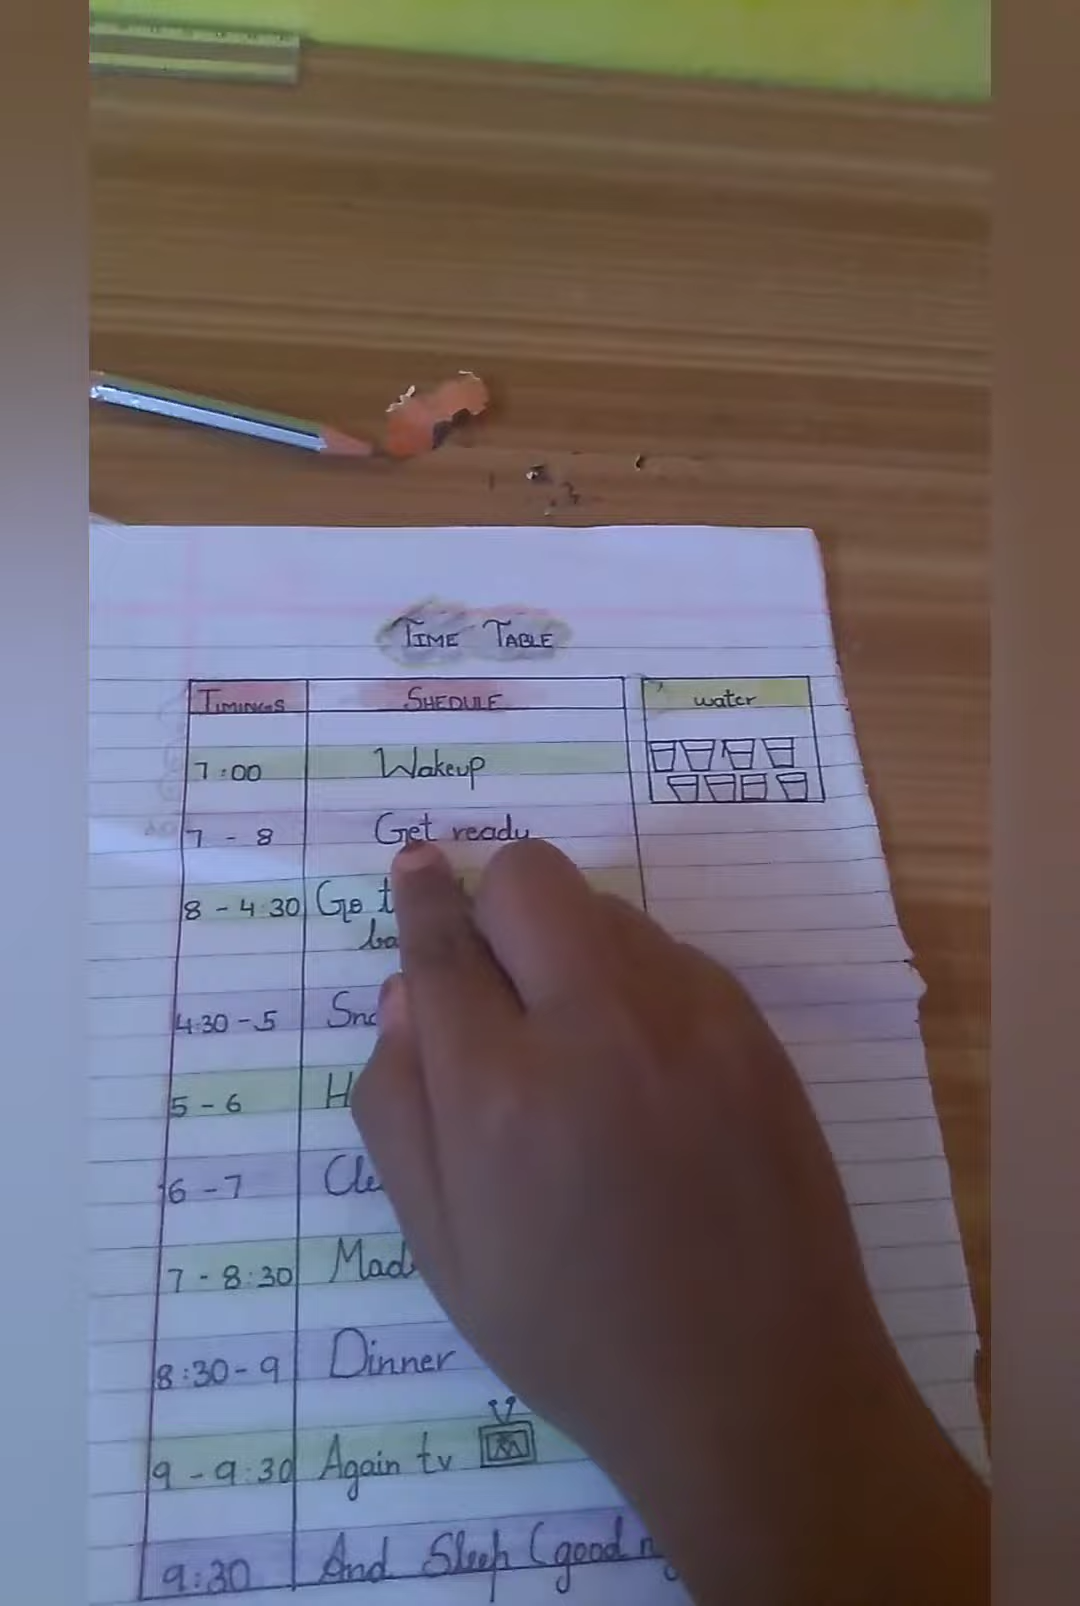 TIME TABLE
TIMINGS SHEDULE water
7:00 Wakeup
7 - 8 Get ready
8 - 4:30 Go
4:30 - 5
5 - 6
6 - 7
7 - 8:30
8:30 - 9 Dinner
9 - 9:30 Again tv
9:30 And Sleep (good